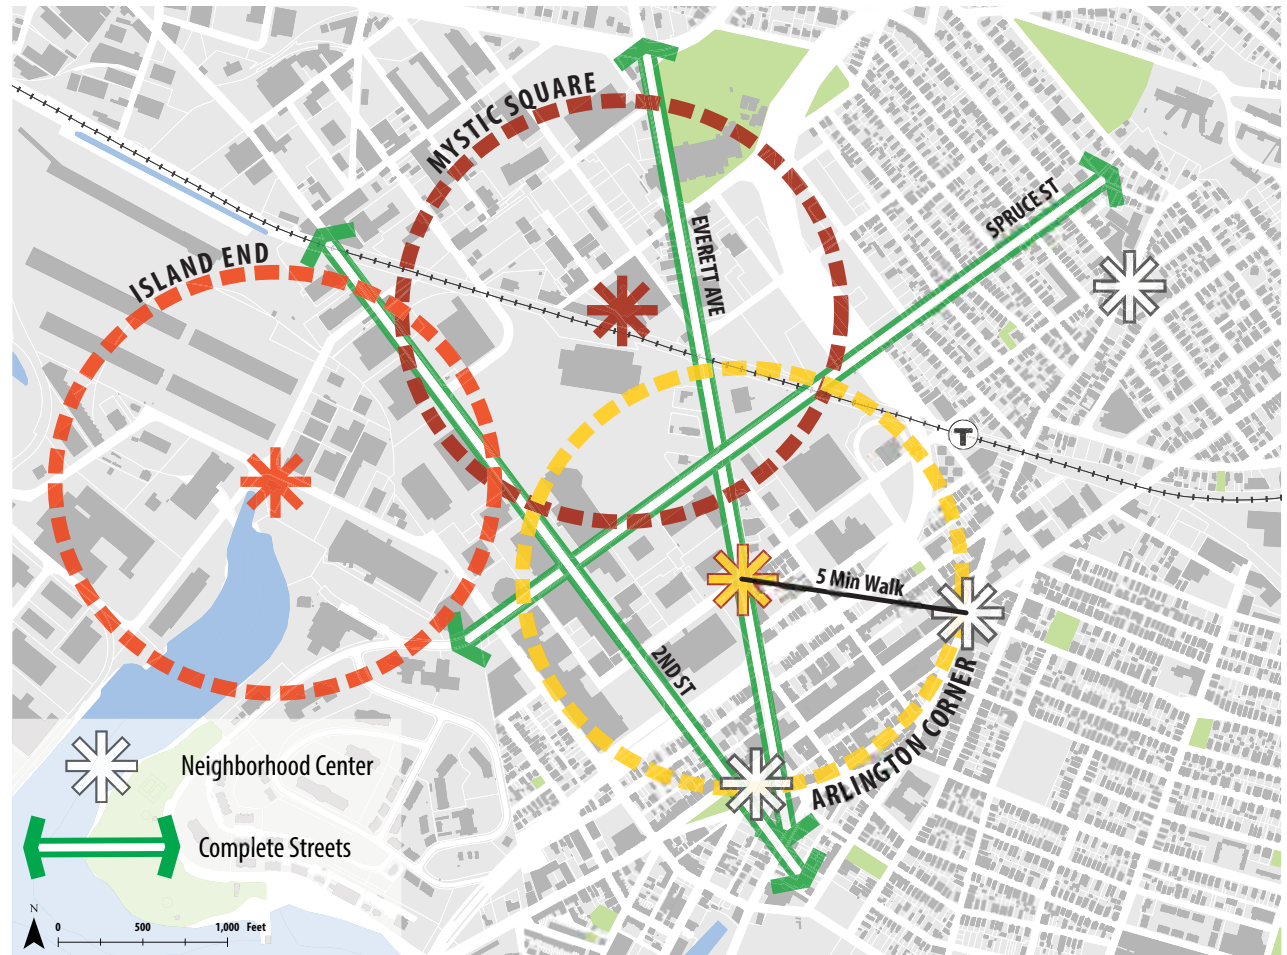 MYSTIC SQUARE
ISLAND END
EVERETT AVE
SPRUCE ST
T
5 Min Walk
2ND ST
ARLINGTON CORNER
Neighborhood Center
Complete Streets
N
0 500 1,000 Feet